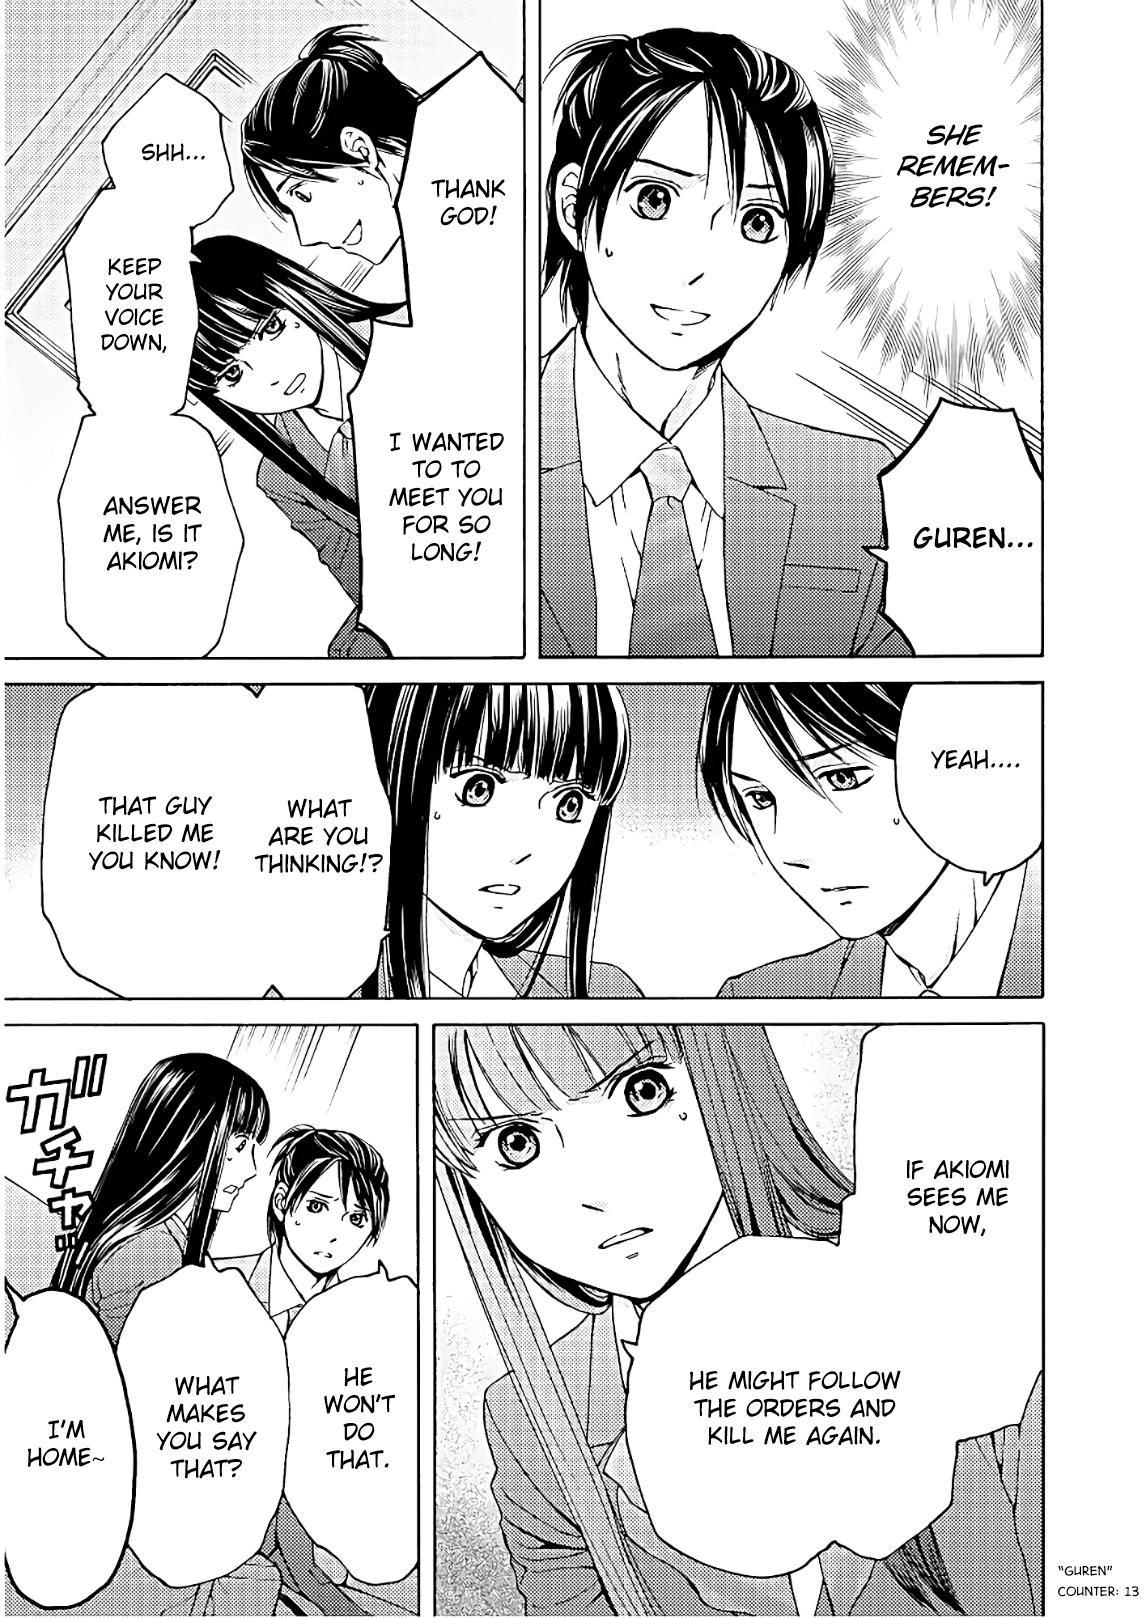 SHE
REMEM-
BERS!
GUREN...
THANK
GOD!
I WANTED
TO TO
MEET YOU
FOR SO
LONG!
SHH...
KEEP
YOUR
VOICE
DOWN,
ANSWER
ME, IS IT
AKIOMI?
YEAH....
WHAT
ARE YOU
THINKING!?
THAT GUY
KILLED ME
YOU KNOW!
IF AKIOMI
SEES ME
NOW,
HE MIGHT FOLLOW
THE ORDERS AND
KILL ME AGAIN.
HE
WON'T
DO
THAT.
WHAT
MAKES
YOU SAY
THAT?
ガチャッ
I'M
HOME~
"GUREN"
COUNTER: 13